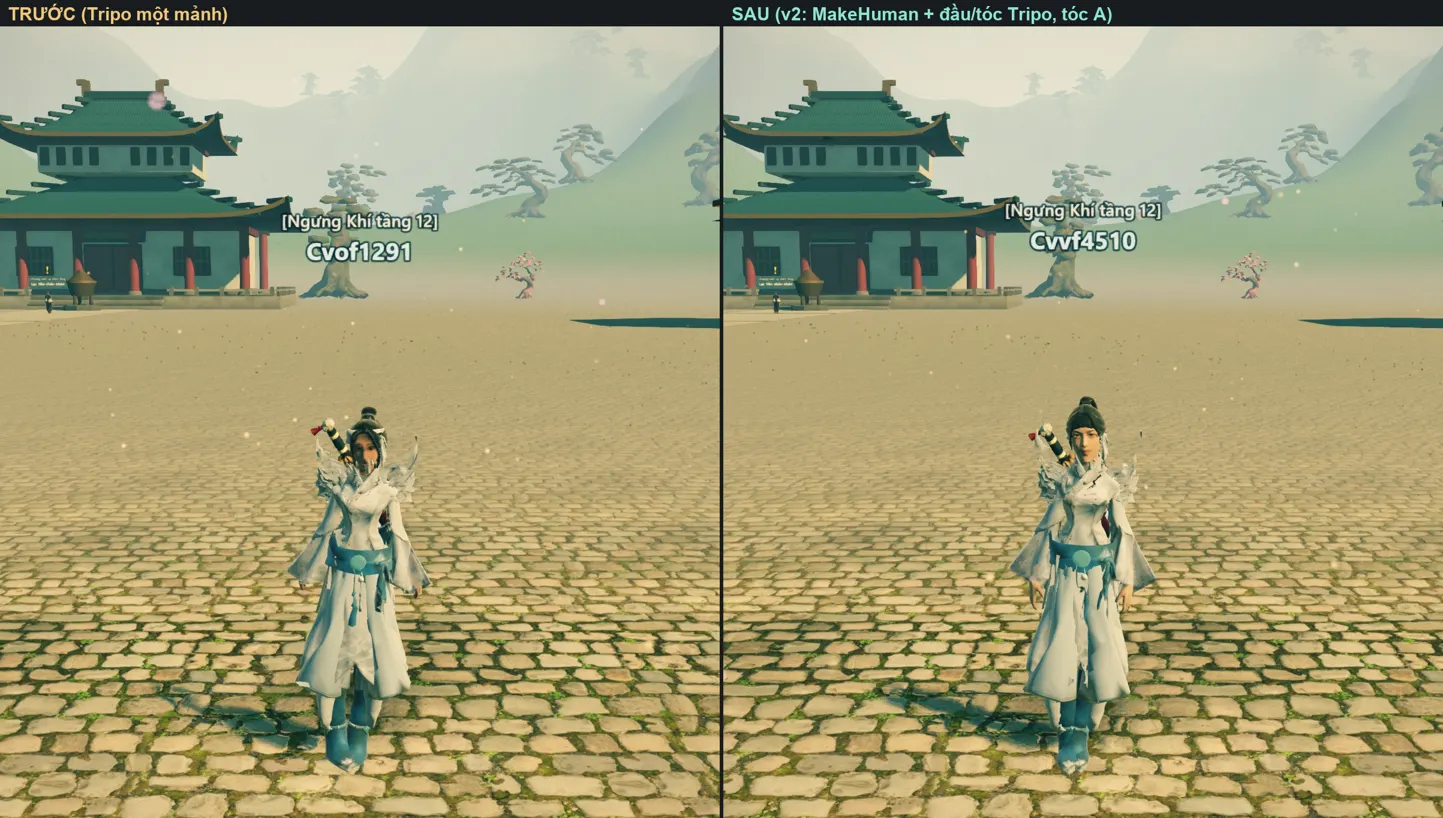 TRƯỚC (Tripo một mảnh)
SAU (v2: MakeHuman + đầu/tóc Tripo, tóc A)
[Ngưng Khí tầng 12]
Cvof1291
[Ngưng Khí tầng 12]
Cvvf4510